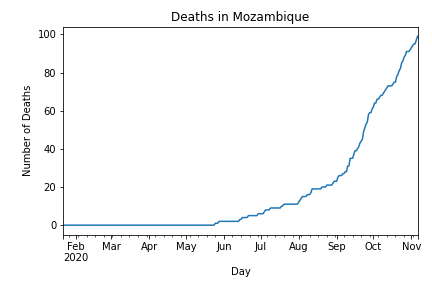 Deaths in Mozambique
100
80
60
40
20
0
Number of Deaths
Feb Mar Apr May Jun Jul Aug Sep Oct Nov
2020
Day